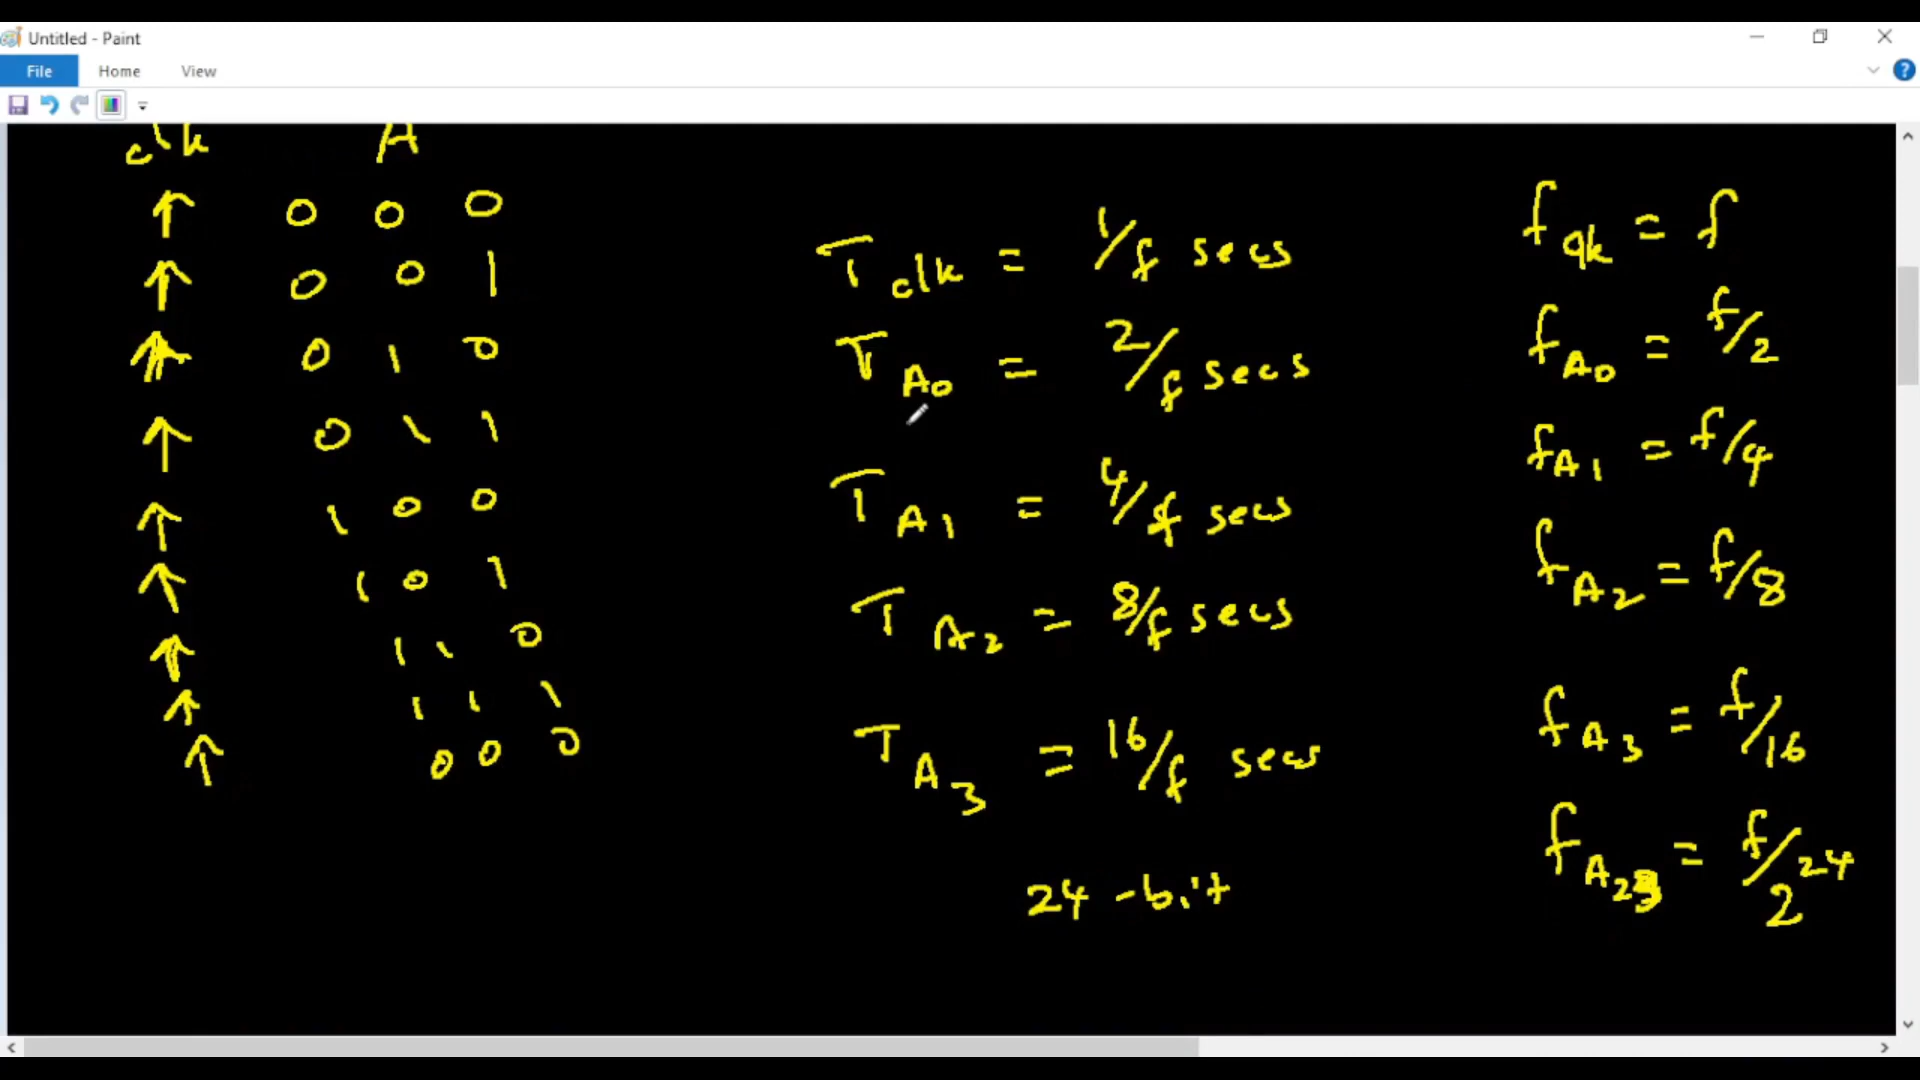 Untitled - Paint
File Home View
clk A
↑ 0 0 0
↑ 0 0 1
↑ 0 1 0
↑ 0 1 1
↑ 1 0 0
↑ 1 0 1
↑ 1 1 0
↑ 1 1 1
↑ 0 0 0
T clk = 1/f secs
T A0 = 2/f secs
T A1 = 4/f secs
T A2 = 8/f secs
T A3 = 16/f secs
24-bit
f clk = f
f A0 = f/2
f A1 = f/4
f A2 = f/8
f A3 = f/16
f A23 = f/2^24